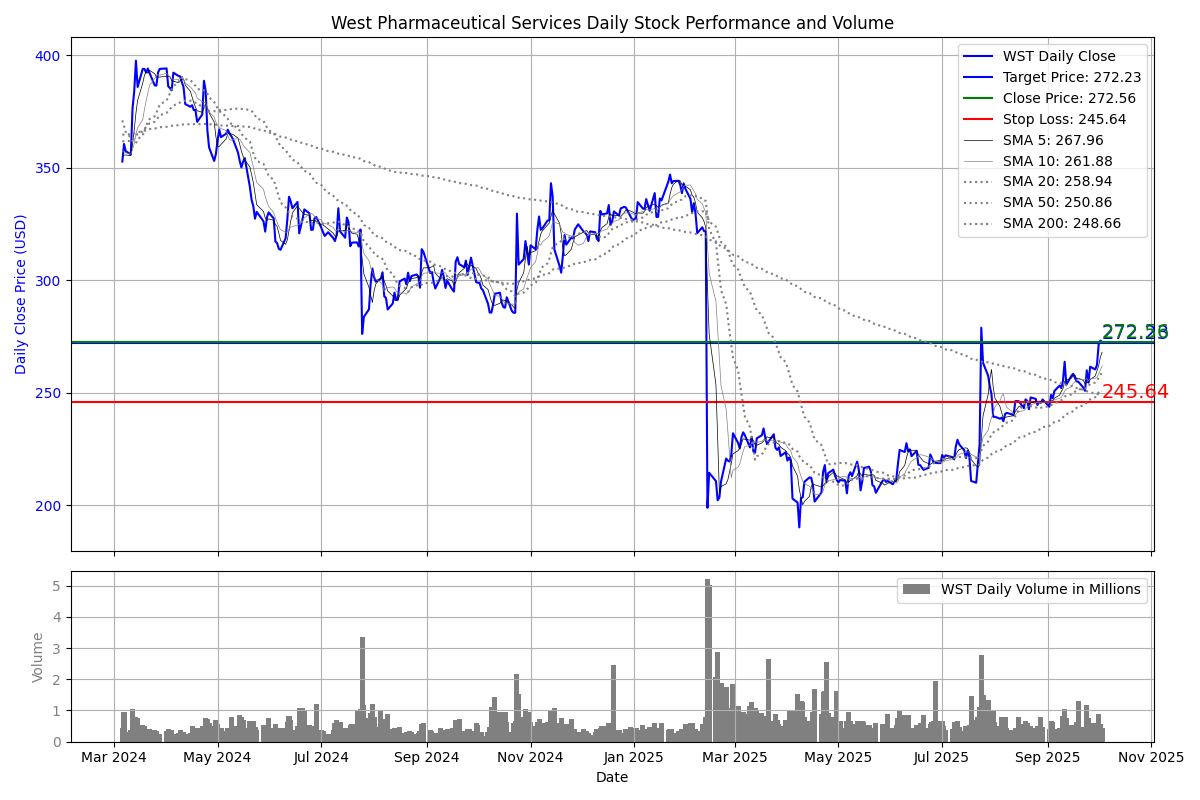 West Pharmaceutical Services Daily Stock Performance and Volume
400
350
300
250
200
Daily Close Price (USD)
WST Daily Close
Target Price: 272.23
Close Price: 272.56
Stop Loss: 245.64
SMA 5: 267.96
SMA 10: 261.88
SMA 20: 258.94
SMA 50: 250.86
SMA 200: 248.66
272.56
272.23
245.64
5
4
3
2
1
0
Volume
WST Daily Volume in Millions
Mar 2024 May 2024 Jul 2024 Sep 2024 Nov 2024 Jan 2025 Mar 2025 May 2025 Jul 2025 Sep 2025 Nov 2025
Date